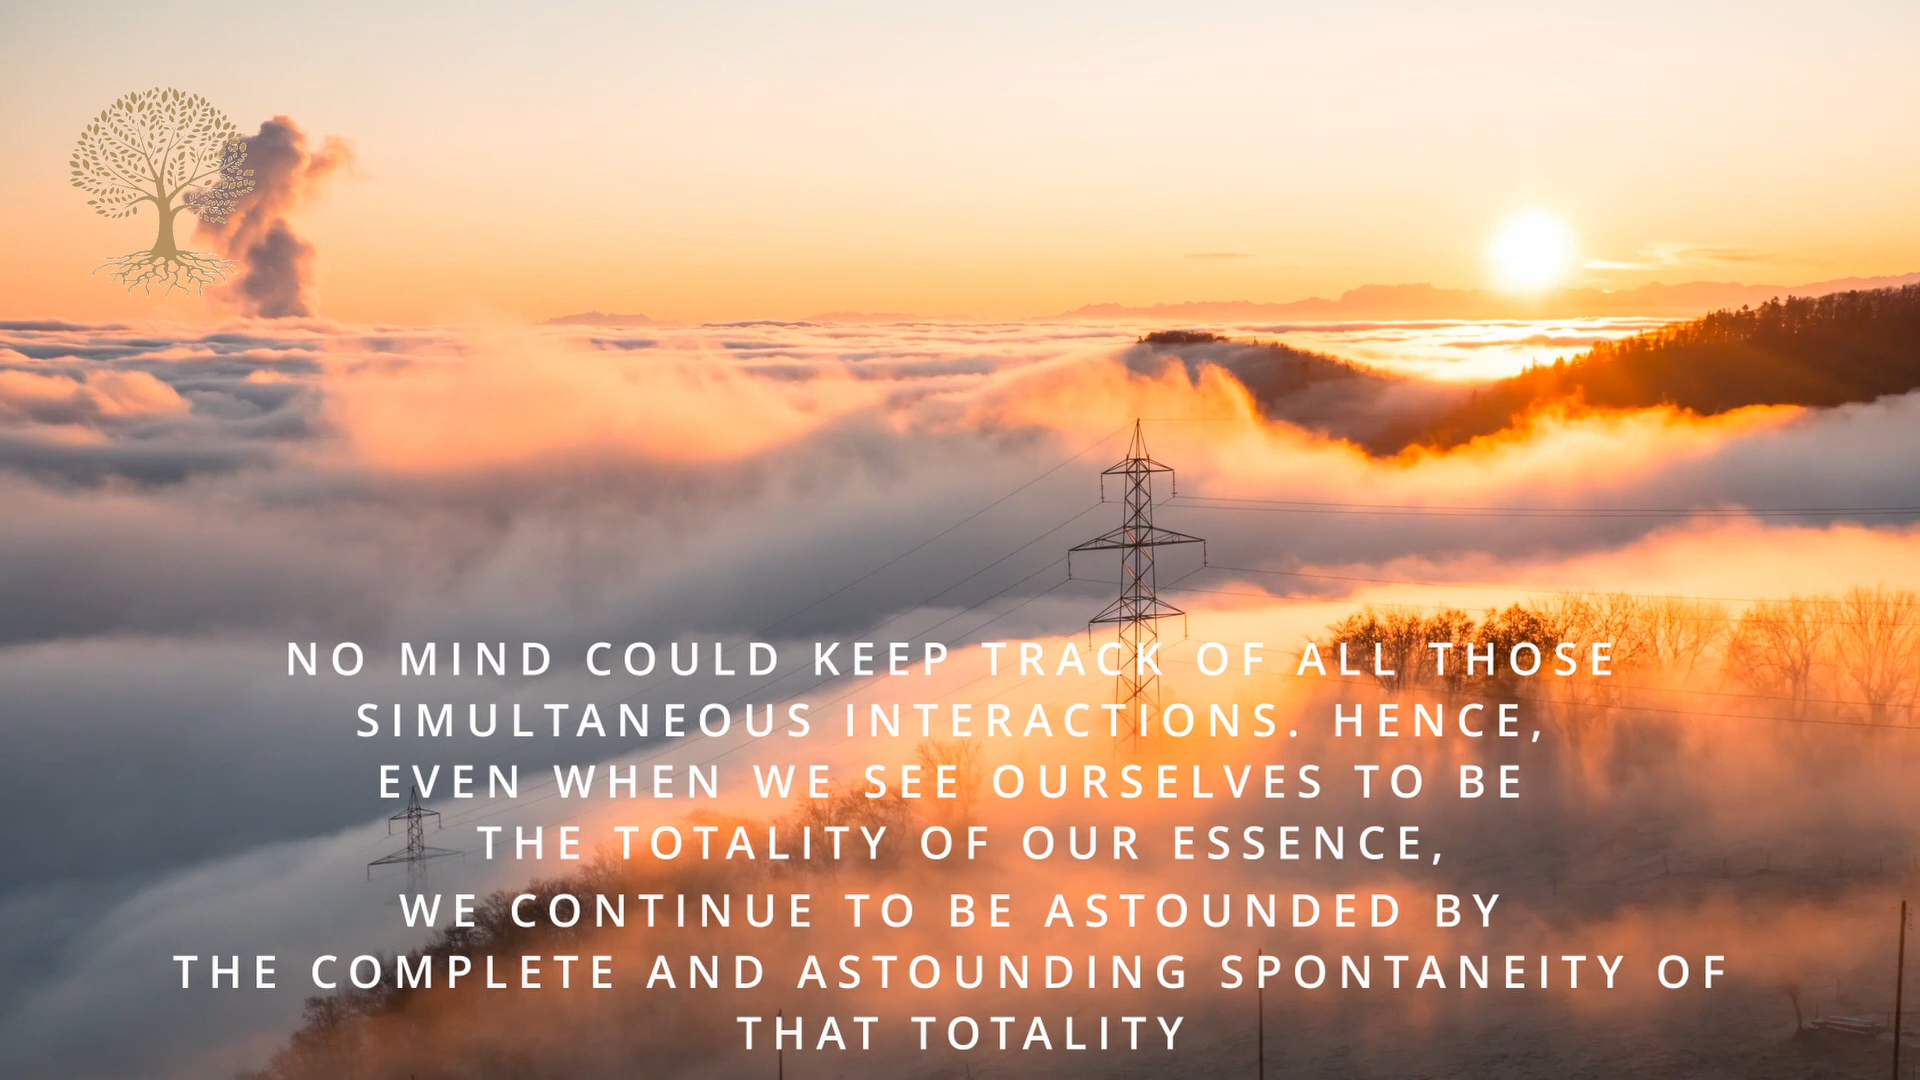 NO MIND COULD KEEP TRACK OF ALL THOSE
SIMULTANEOUS INTERACTIONS. HENCE,
EVEN WHEN WE SEE OURSELVES TO BE
THE TOTALITY OF OUR ESSENCE,
WE CONTINUE TO BE ASTOUNDED BY
THE COMPLETE AND ASTOUNDING SPONTANEITY OF
THAT TOTALITY